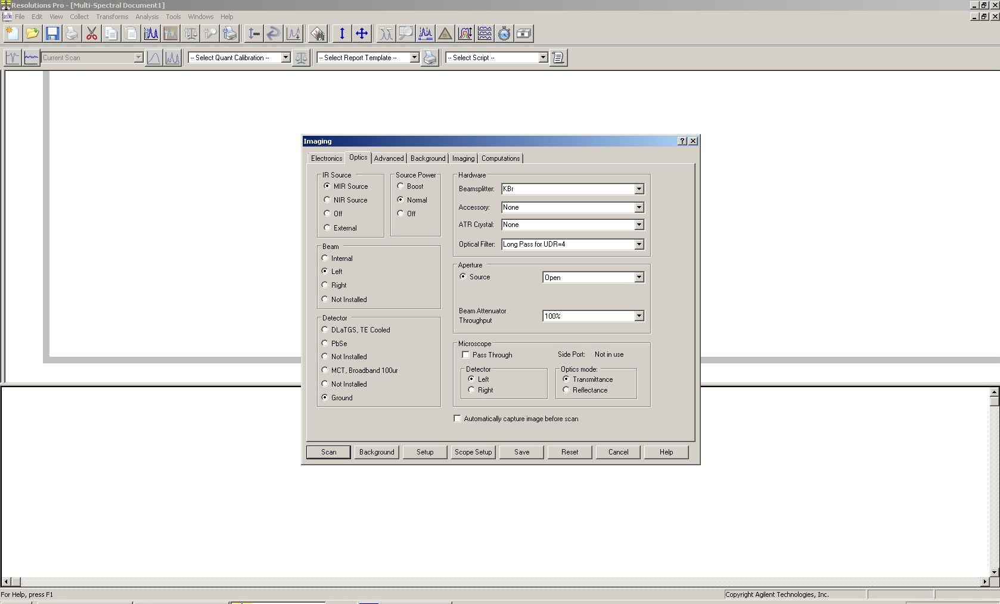 Resolutions Pro - [Multi-Spectral Document1]
File Edit View Collect Transforms Analysis Tools Windows Help
Current Scan -- Select Quant Calibration -- -- Select Report Template -- -- Select Script --
Imaging
Electronics Optics Advanced Background Imaging Computations
IR Source
MIR Source
NIR Source
Off
External
Source Power
Boost
Normal
Off
Beam
Internal
Left
Right
Not Installed
Detector
DLaTGS, TE Cooled
PbSe
Not Installed
MCT, Broadband 100ur
Not Installed
Ground
Hardware
Beamsplitter: KBr
Accessory: None
ATR Crystal: None
Optical Filter: Long Pass for UDR=4
Aperture
Source Open
Beam Attenuator
Throughput 100%
Microscope
Pass Through Side Port: Not in use
Detector
Left
Right
Optics mode:
Transmittance
Reflectance
Automatically capture image before scan
Scan Background Setup Scope Setup Save Reset Cancel Help
For Help, press F1 Copyright Agilent Technologies, Inc.